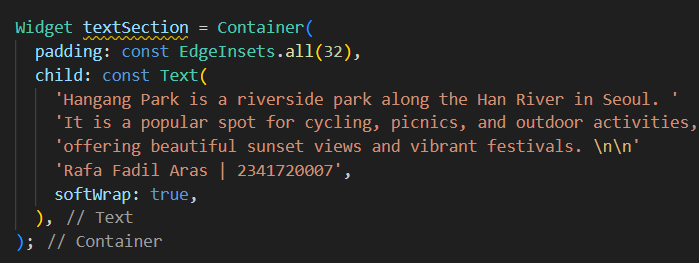 Widget textSection = Container(
  padding: const EdgeInsets.all(32),
  child: const Text(
    'Hangang Park is a riverside park along the Han River in Seoul. '
    'It is a popular spot for cycling, picnics, and outdoor activities,
    'offering beautiful sunset views and vibrant festivals. \n\n'
    'Rafa Fadil Aras | 2341720007',
    softWrap: true,
  ), // Text
); // Container